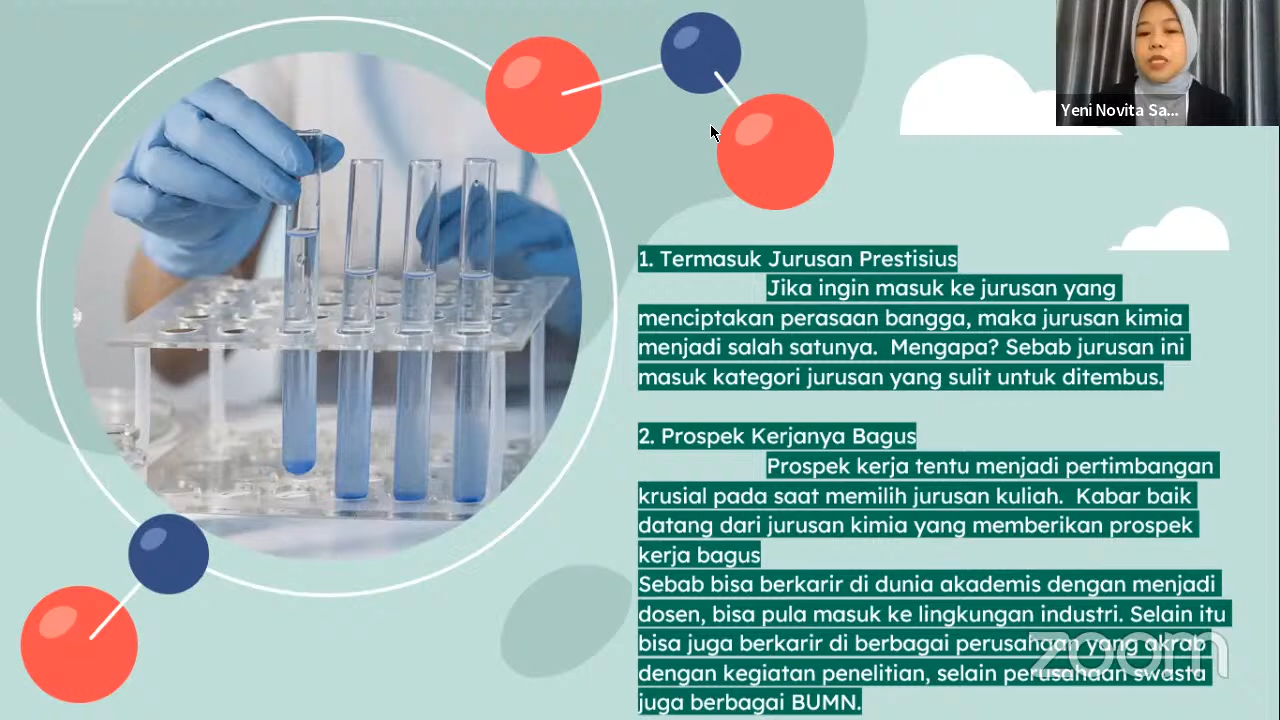 Yeni Novita Sa...
1. Termasuk Jurusan Prestisius
Jika ingin masuk ke jurusan yang
menciptakan perasaan bangga, maka jurusan kimia
menjadi salah satunya. Mengapa? Sebab jurusan ini
masuk kategori jurusan yang sulit untuk ditembus.
2. Prospek Kerjanya Bagus
Prospek kerja tentu menjadi pertimbangan
krusial pada saat memilih jurusan kuliah. Kabar baik
datang dari jurusan kimia yang memberikan prospek
kerja bagus
Sebab bisa berkarir di dunia akademis dengan menjadi
dosen, bisa pula masuk ke lingkungan industri. Selain itu
bisa juga berkarir di berbagai perusahaan yang akrab
dengan kegiatan penelitian, selain perusahaan swasta
juga berbagai BUMN.
zoom